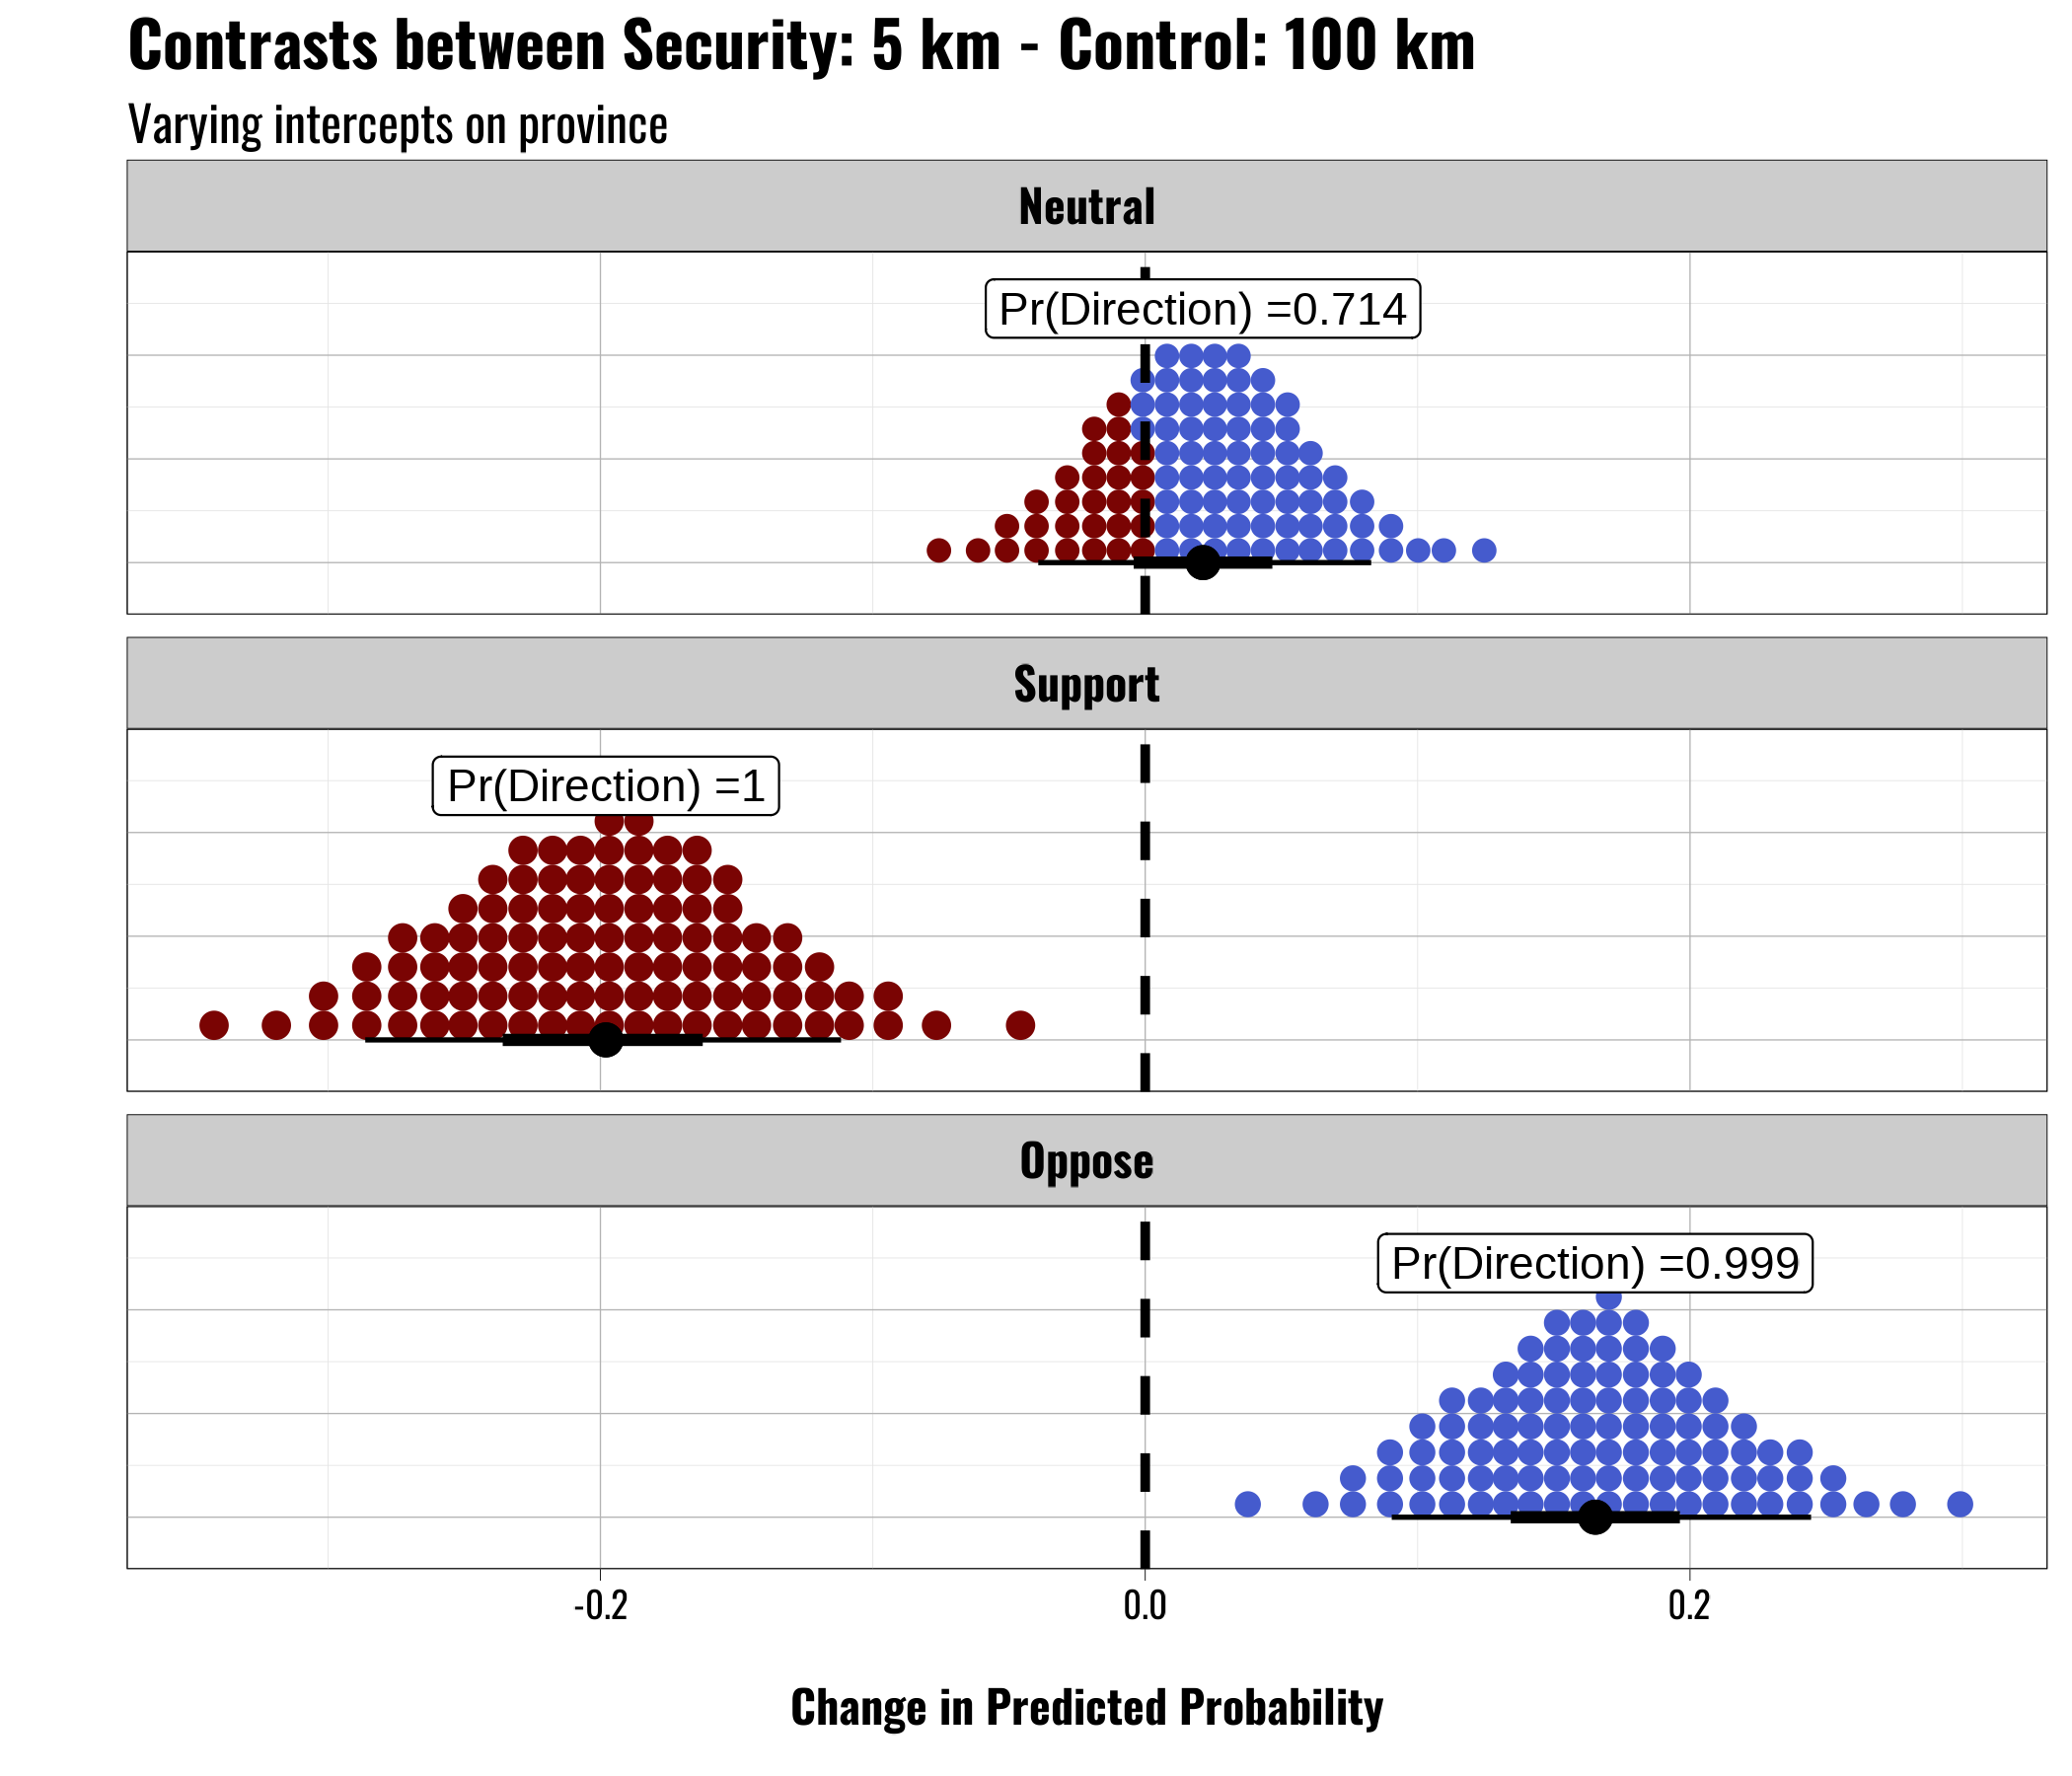 Contrasts between Security: 5 km - Control: 100 km
Varying intercepts on province
Neutral
Pr(Direction) =0.714
Support
Pr(Direction) =1
Oppose
Pr(Direction) =0.999
-0.2 0.0 0.2
Change in Predicted Probability